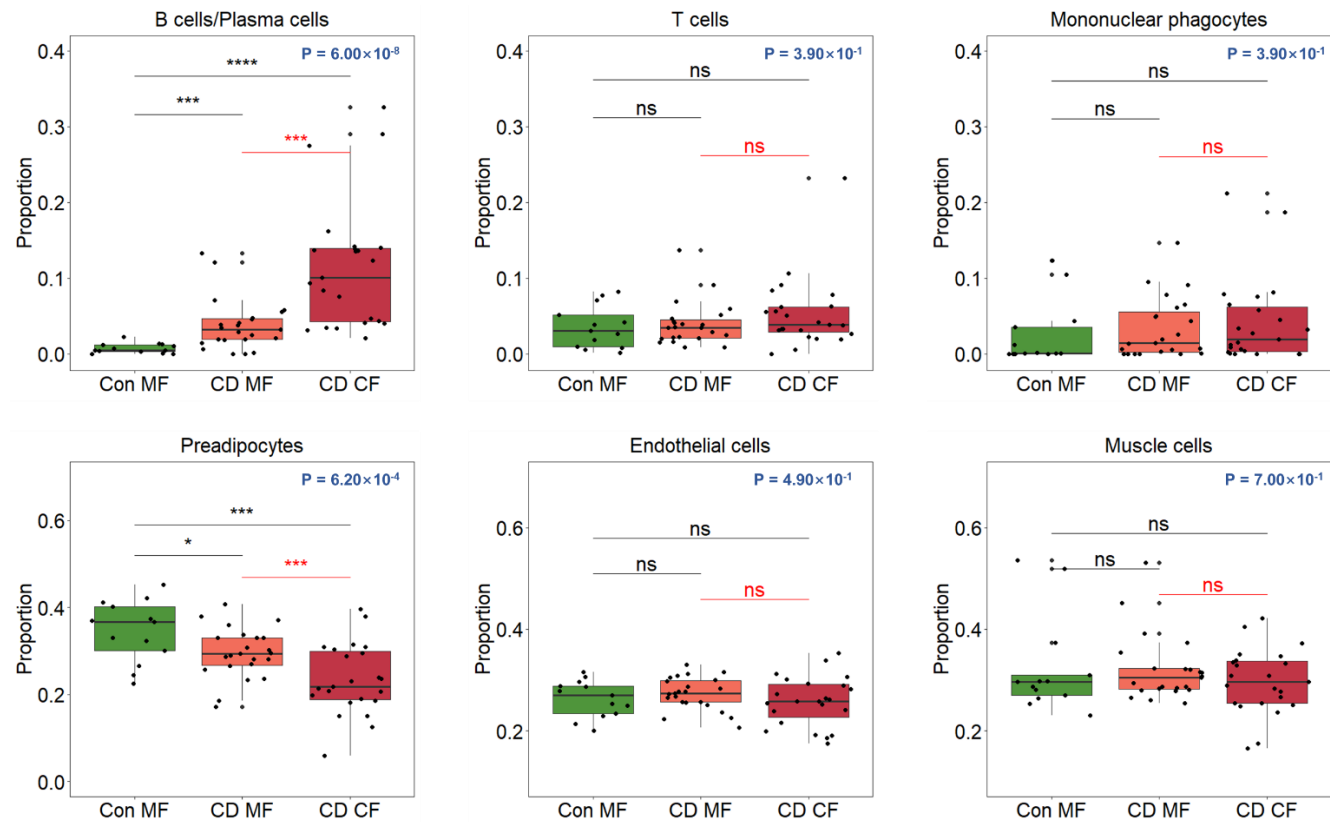 B cells/Plasma cells
P = 6.00×10⁻⁸
0.4
0.3
0.2
0.1
0.0
Proportion
****
***
***
Con MF CD MF CD CF
T cells
P = 3.90×10⁻¹
0.4
0.3
0.2
0.1
0.0
Proportion
ns
ns
ns
Con MF CD MF CD CF
Mononuclear phagocytes
P = 3.90×10⁻¹
0.4
0.3
0.2
0.1
0.0
Proportion
ns
ns
ns
Con MF CD MF CD CF
Preadipocytes
P = 6.20×10⁻⁴
0.6
0.4
0.2
0.0
Proportion
***
*
***
Con MF CD MF CD CF
Endothelial cells
P = 4.90×10⁻¹
0.6
0.4
0.2
Proportion
ns
ns
ns
Con MF CD MF CD CF
Muscle cells
P = 7.00×10⁻¹
0.6
0.4
0.2
Proportion
ns
ns
ns
Con MF CD MF CD CF